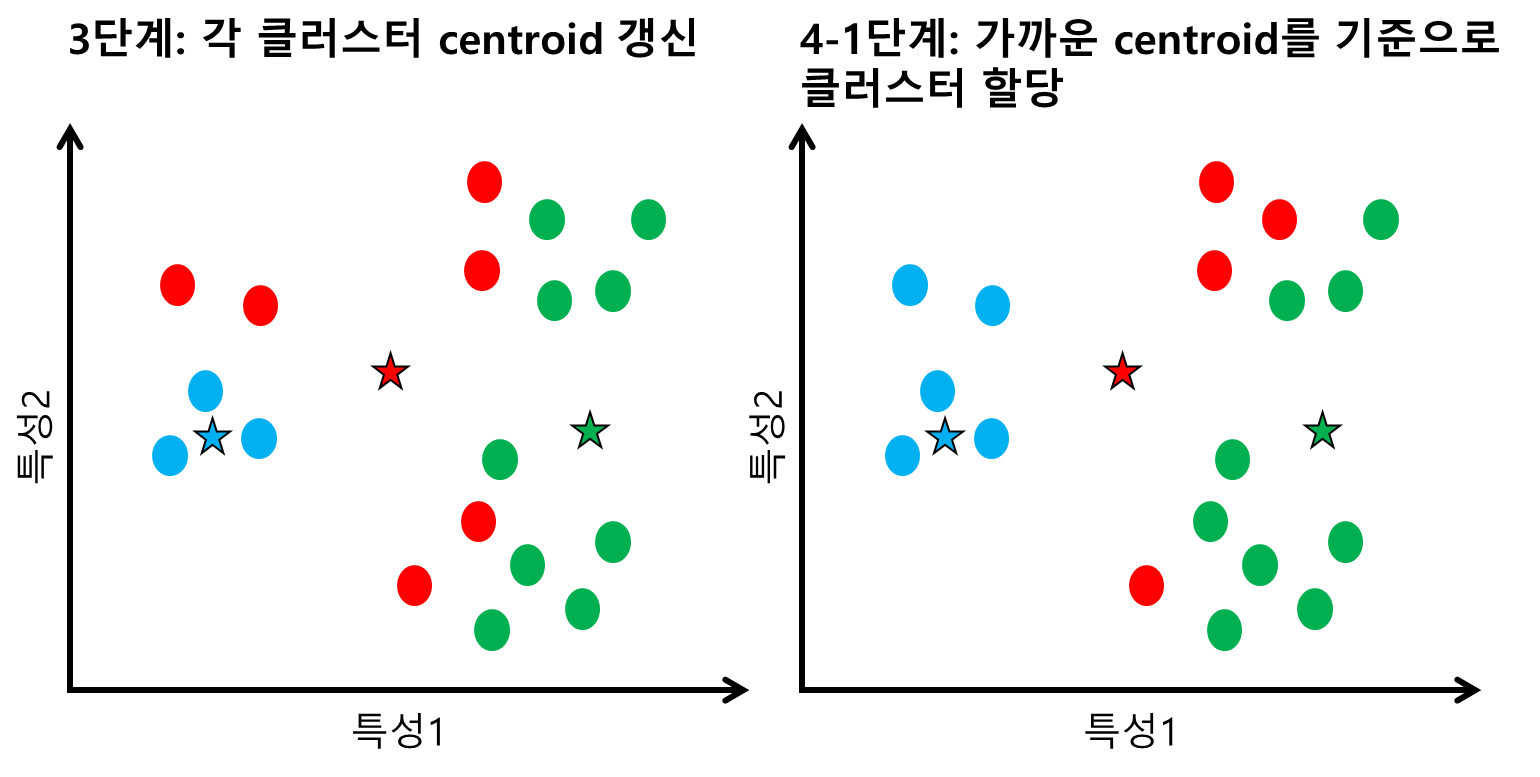 3단계: 각 클러스터 centroid 갱신
특성2
특성1
4-1단계: 가까운 centroid를 기준으로
클러스터 할당
특성2
특성1